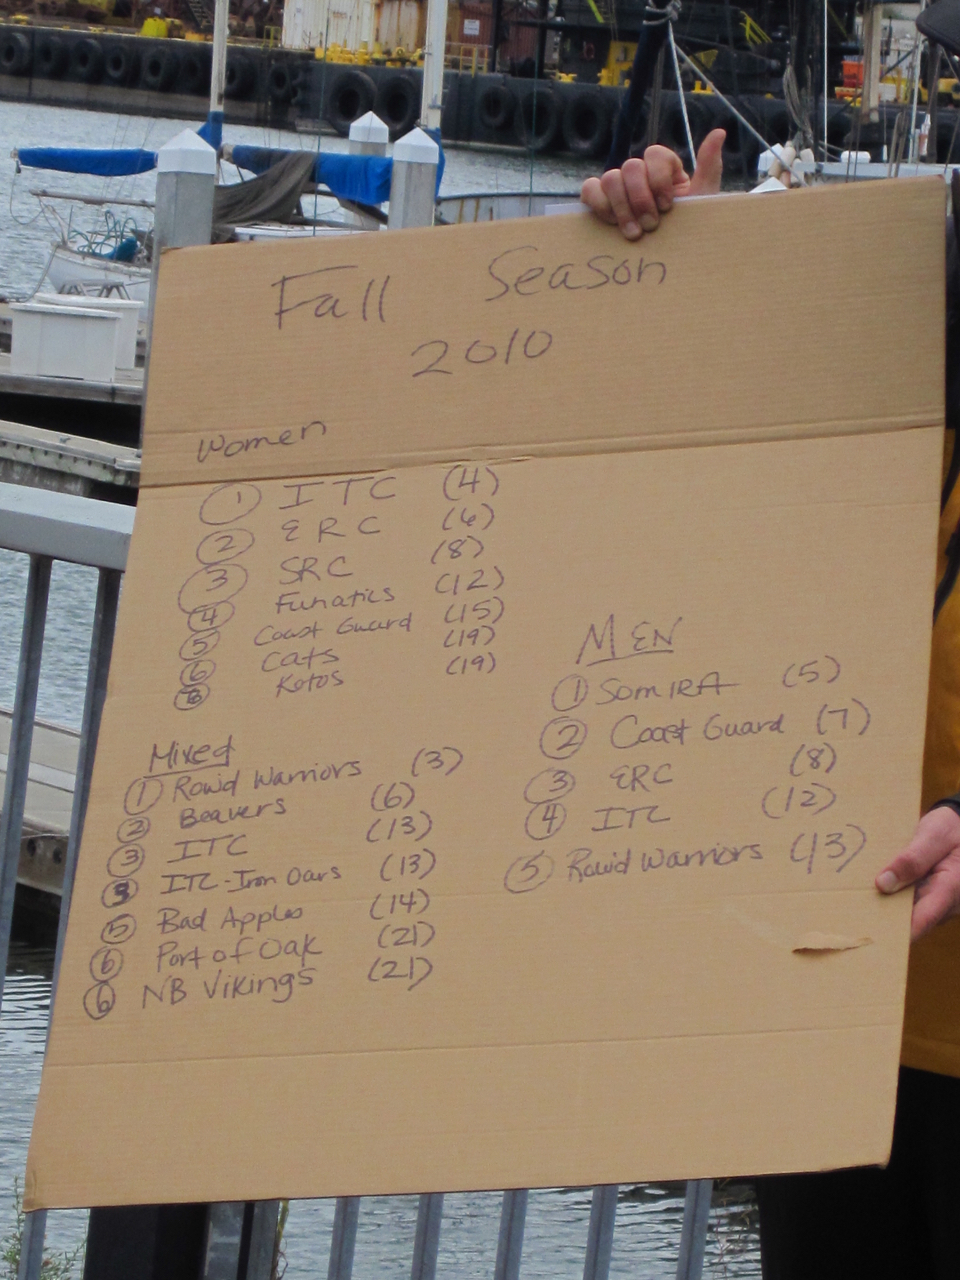 Fall Season
2010
Women
1 ITC (4)
2 ERC (6)
3 SRC (8)
4 Funatics (12)
5 Coast Guard (15)
6 Cats (19)
6 Kotos (19)
Mixed
1 Rowd Warriors (3)
2 Beavers (6)
3 ITC (13)
3 ITC-Iron Oars (13)
5 Bad Apples (14)
6 Port of Oak (21)
6 NB Vikings (21)
MEN
1 SomIRA (5)
2 Coast Guard (7)
3 ERC (8)
4 ITC (12)
5 Rowd Warriors (13)